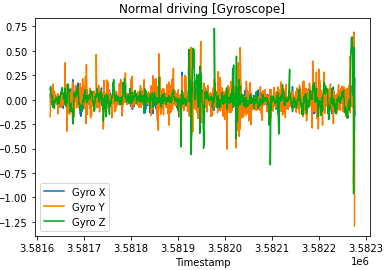 Normal driving [Gyroscope]
0.75
0.50
0.25
0.00
−0.25
−0.50
−0.75
−1.00
−1.25
Gyro X
Gyro Y
Gyro Z
3.5816 3.5817 3.5818 3.5819 3.5820 3.5821 3.5822 3.5823
1e6
Timestamp